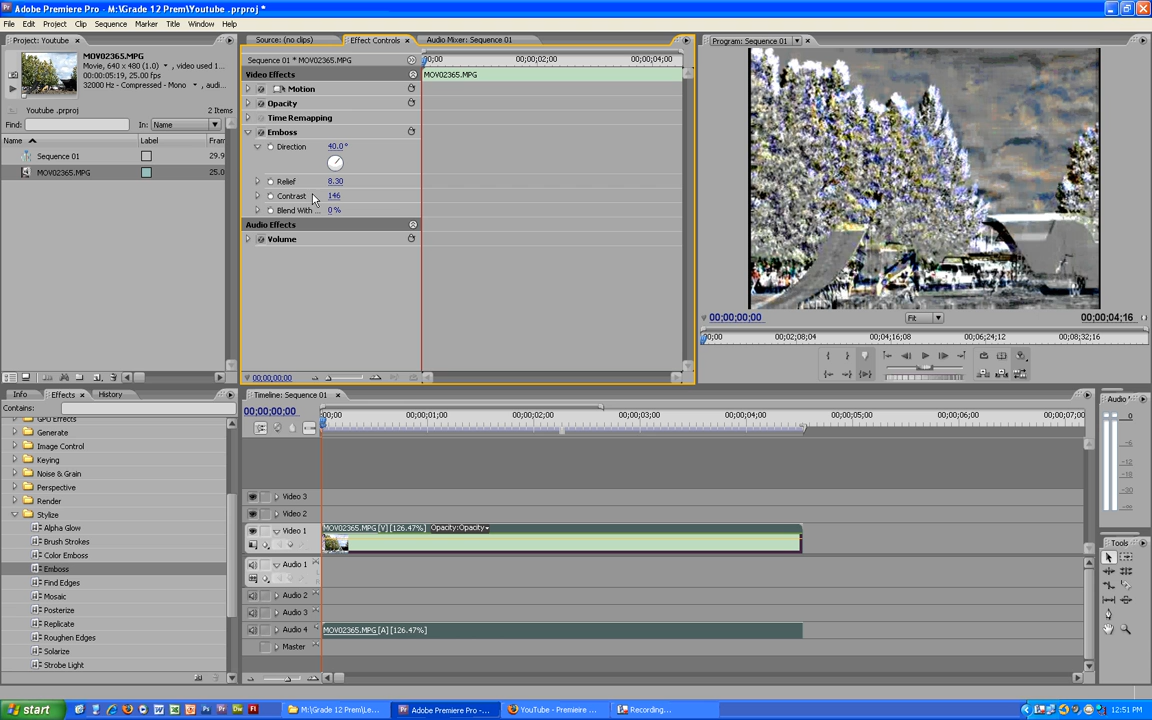 Adobe Premiere Pro - M:\Grade 12 Prem\Youtube .prproj *
File Edit Project Clip Sequence Marker Title Window Help
Project: Youtube
MOV02365.MPG
Movie, 640 x 480 (1.0) , video used 1...
00;00;05;19, 25.00 fps
32000 Hz - Compressed - Mono , audi...
Youtube .prproj 2 Items
Find: In: Name
Name Label Fram
Sequence 01 29.9
MOV02365.MPG 25.0
Source: (no clips) Effect Controls Audio Mixer: Sequence 01
Sequence 01 * MOV02365.MPG
Video Effects
Motion
Opacity
Time Remapping
Emboss
Direction 40.0°
Relief 8.30
Contrast 146
Blend With ... 0 %
Audio Effects
Volume
00;00;00;00
00;00 00;00;02;00 00;00;04;00
MOV02365.MPG
Program: Sequence 01
00;00;00;00 Fit 00;00;04;16
00;00 00;02;08;04 00;04;16;08 00;06;24;12 00;08;32;16
Info Effects History
Contains:
GPU Effects
Generate
Image Control
Keying
Noise & Grain
Perspective
Render
Stylize
Alpha Glow
Brush Strokes
Color Emboss
Emboss
Find Edges
Mosaic
Posterize
Replicate
Roughen Edges
Solarize
Strobe Light
Timeline: Sequence 01
00;00;00;00
00;00 00;00;01;00 00;00;02;00 00;00;03;00 00;00;04;00 00;00;05;00 00;00;06;00 00;00;07;0
Video 3
Video 2
Video 1
MOV02365.MPG [V] [126.47%] Opacity:Opacity
Audio 1
Audio 2
Audio 3
Audio 4
MOV02365.MPG [A] [126.47%]
Master
Audio
0
-6
-12
-18
-30
Tools
start
M:\Grade 12 Prem\Le...
Adobe Premiere Pro -...
YouTube - Premeire ...
Recording...
12:51 PM